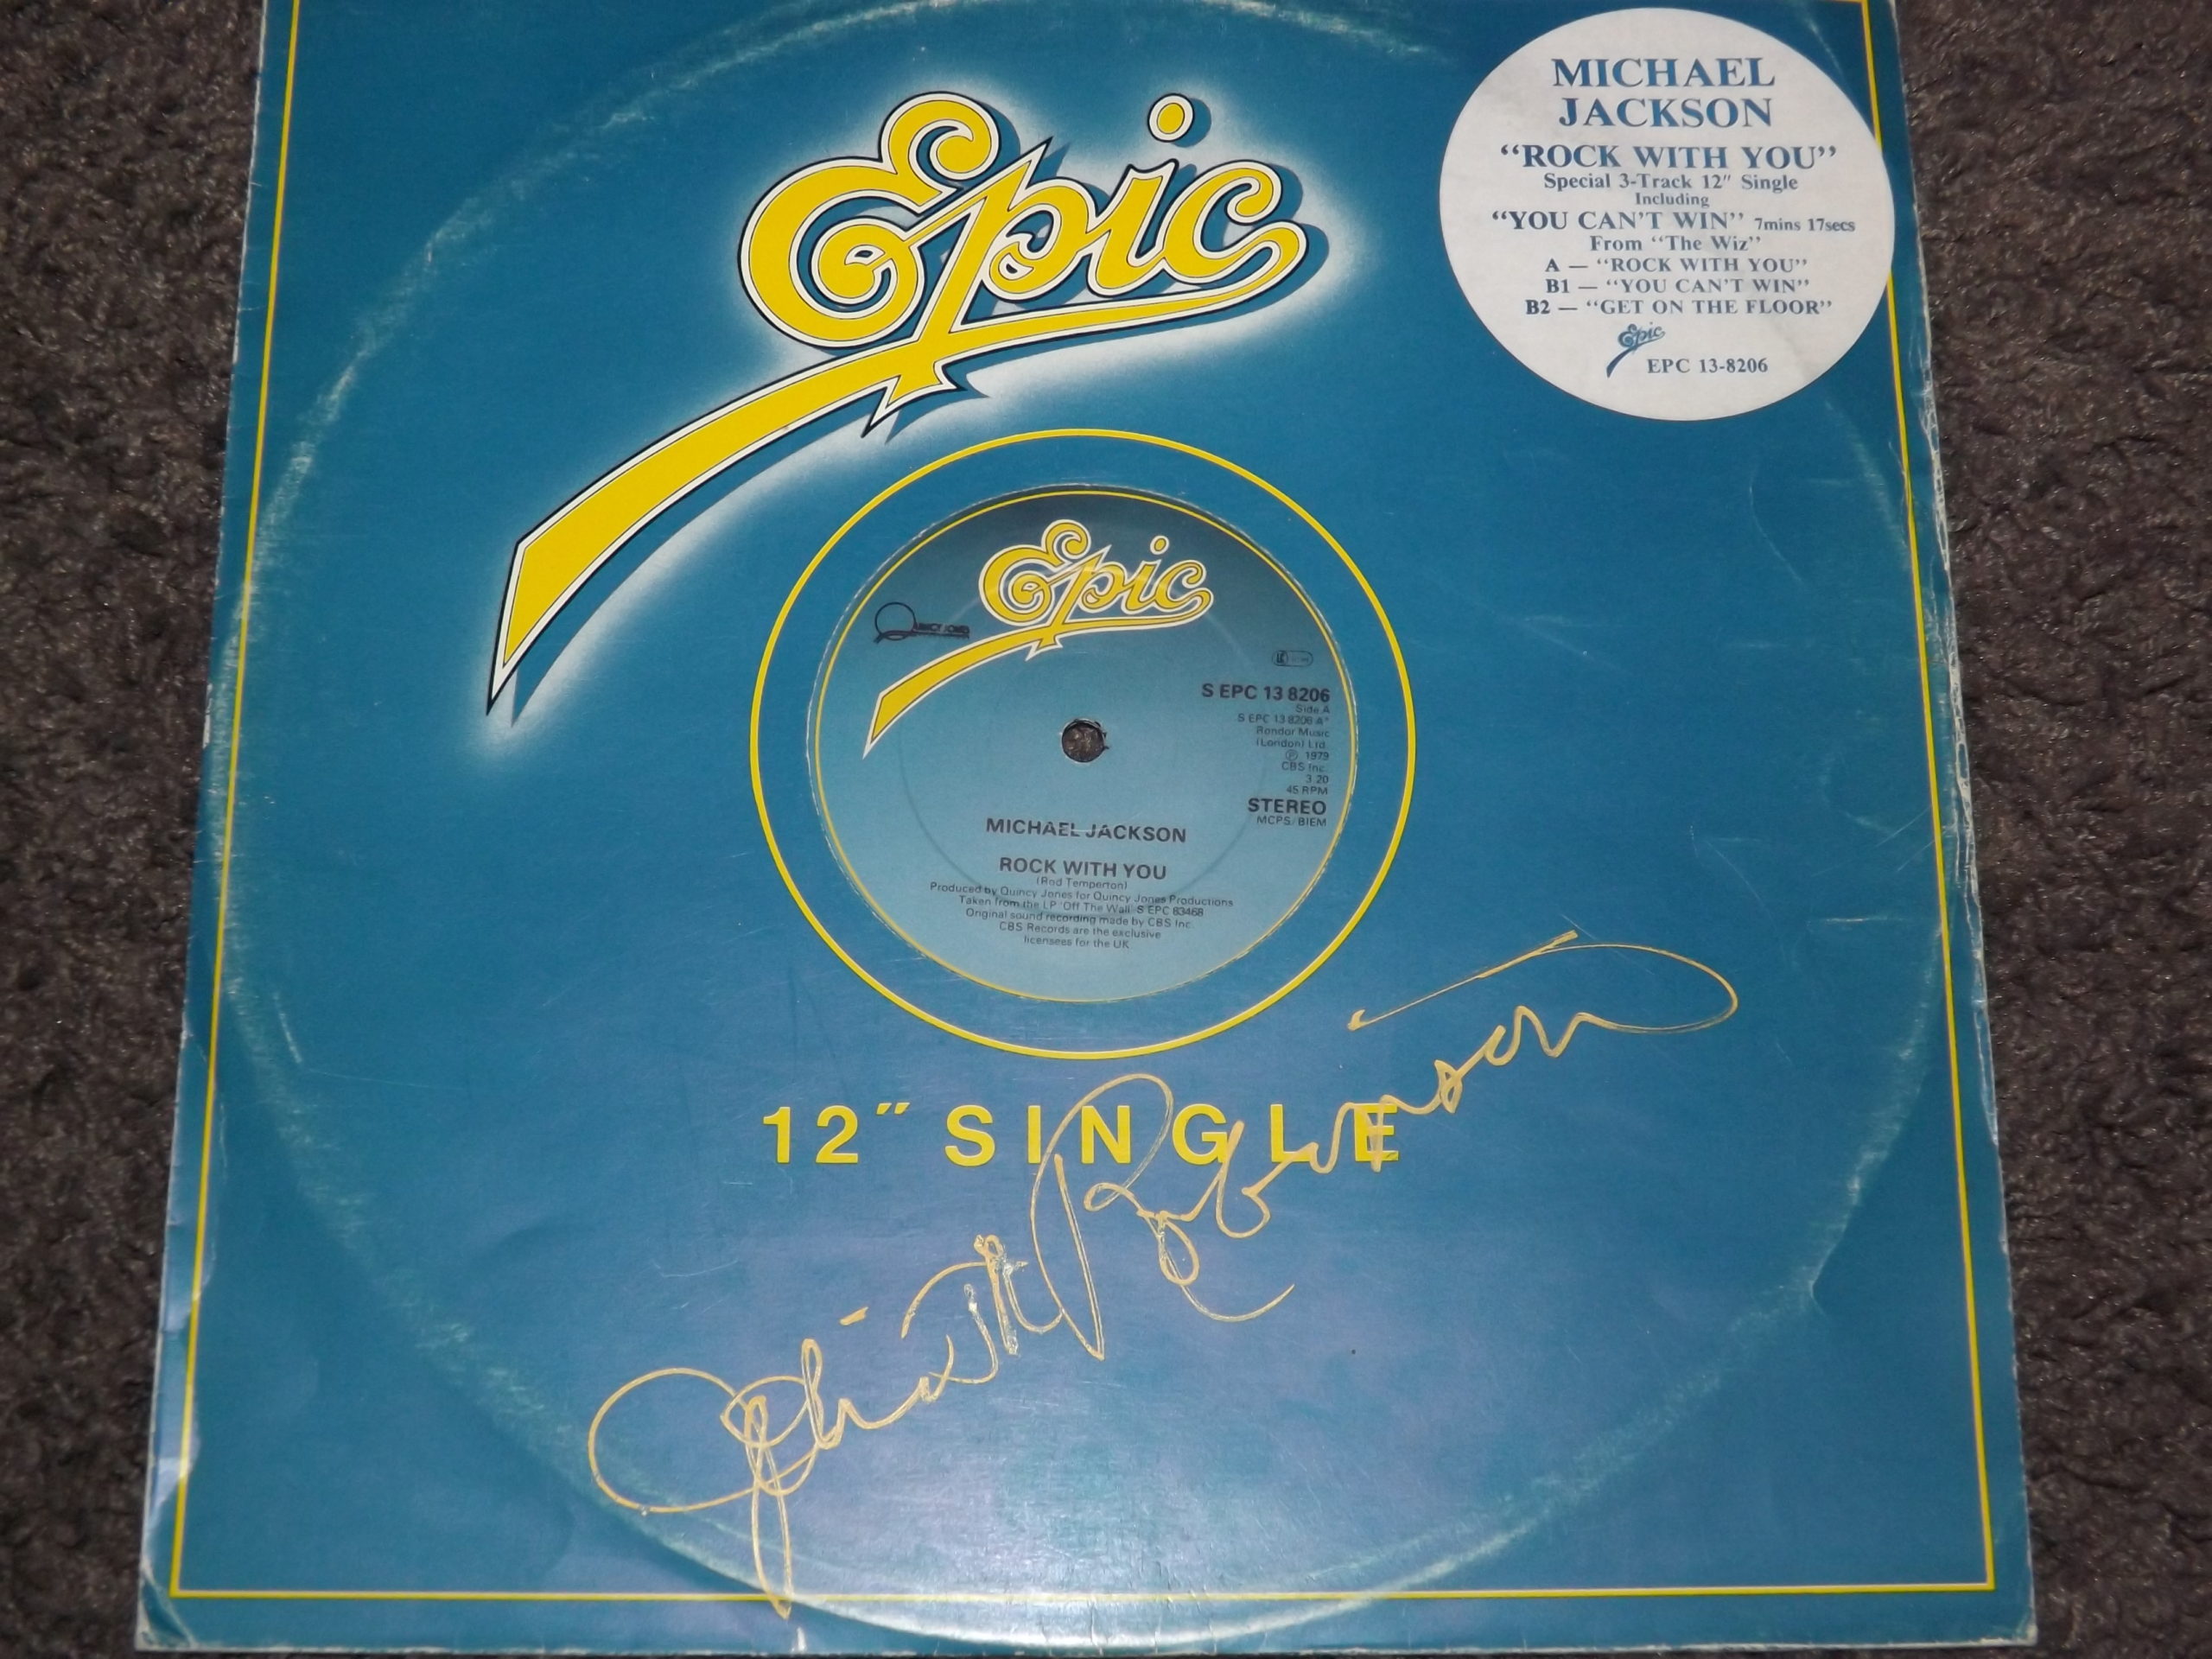 Epic
MICHAEL
JACKSON
“ROCK WITH YOU”
Special 3-Track 12" Single
Including
“YOU CAN'T WIN” 7mins 17secs
From “The Wiz”
A — “ROCK WITH YOU”
B1 — “YOU CAN'T WIN”
B2 — “GET ON THE FLOOR”
Epic
EPC 13-8206
Epic
S EPC 13 8206
Side A
S EPC 13 8206 A*
Rondor Music
(London) Ltd.
℗ 1979
CBS Inc.
3.20
45 RPM
STEREO
MCPS/BIEM
MICHAEL JACKSON
ROCK WITH YOU
(Rod Temperton)
Produced by Quincy Jones for Quincy Jones Productions
Taken from the LP 'Off The Wall' S EPC 83468
Original sound recording made by CBS Inc.
CBS Records are the exclusive
licensees for the UK
12" SINGLE
Robinson